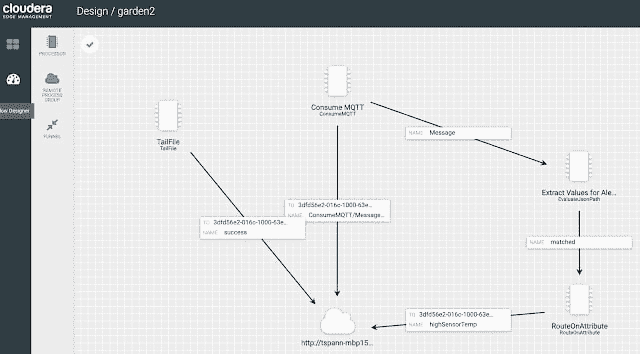 cloudera
EDGE MANAGEMENT
Design / garden2
PROCESSOR
REMOTE
PROCESS
GROUP
FUNNEL
low Designer
TailFile
TailFile
Consume MQTT
ConsumeMQTT
NAME Message
Extract Values for Ale...
EvaluateJsonPath
TO 3dfd56e2-016c-1000-63e...
NAME ConsumeMQTT/Message...
TO 3dfd56e2-016c-1000-63e...
NAME success
NAME matched
RouteOnAttribute
RouteOnAttribute
TO 3dfd56e2-016c-1000-63e...
NAME highSensorTemp
http://tspann-mbp15...